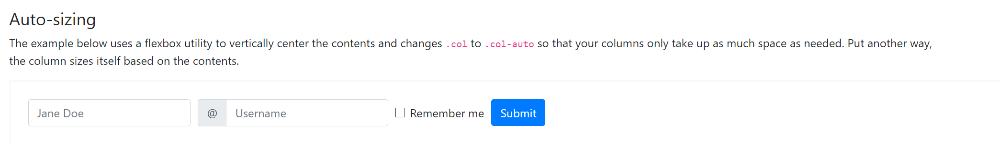 Auto-sizing
The example below uses a flexbox utility to vertically center the contents and changes .col to .col-auto so that your columns only take up as much space as needed. Put another way,
the column sizes itself based on the contents.
Jane Doe @ Username Remember me Submit